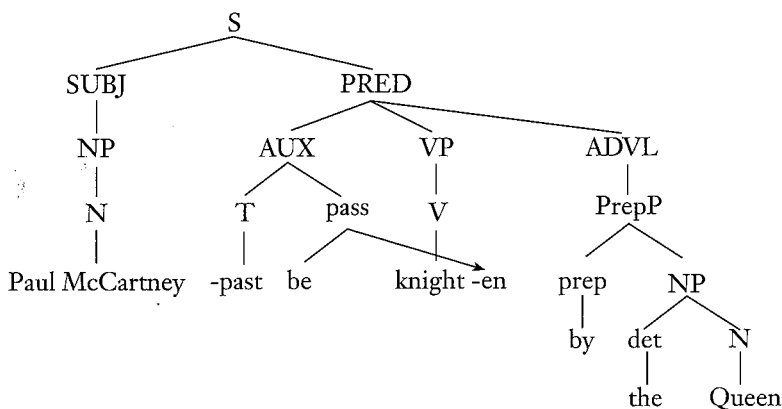 S
SUBJ PRED
NP AUX VP ADVL
N T pass V PrepP
Paul McCartney -past be knight -en prep NP
by det N
the Queen